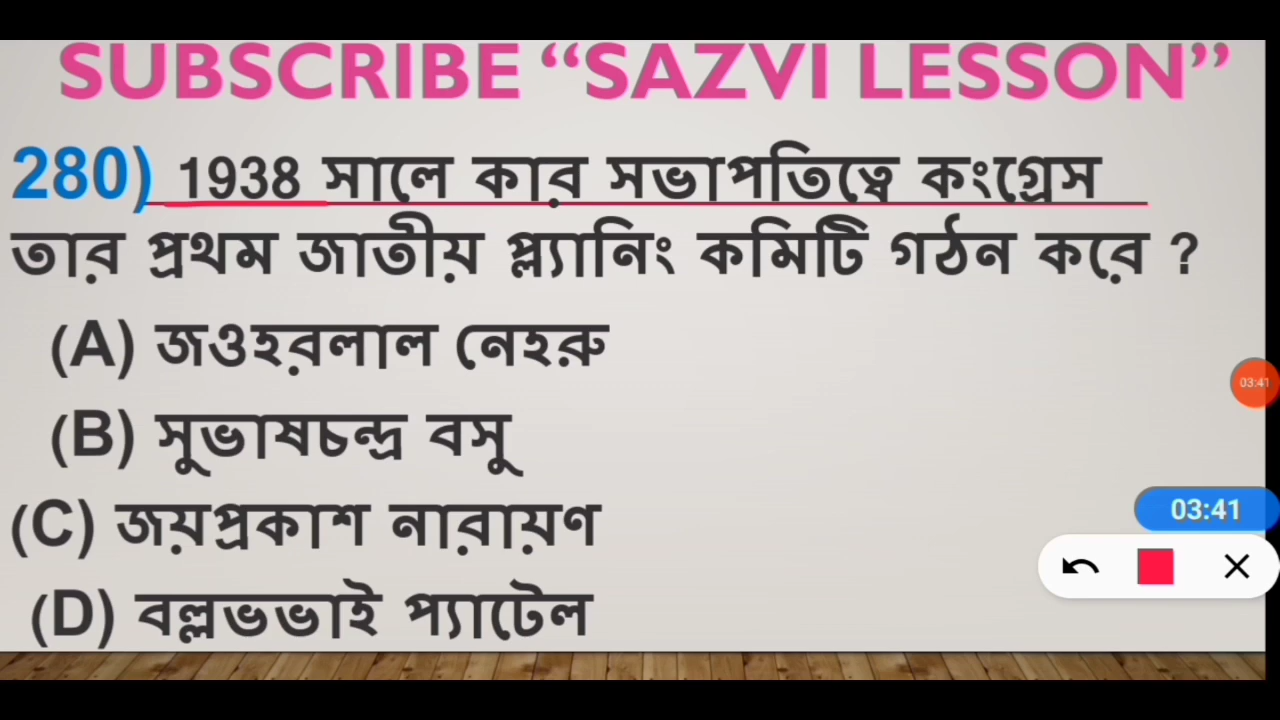 SUBSCRIBE “SAZVI LESSON”
280) 1938 সালে কার সভাপতিত্বে কংগ্রেস
তার প্রথম জাতীয় প্ল্যানিং কমিটি গঠন করে ?
(A) জওহরলাল নেহরু
03:41
(B) সুভাষচন্দ্র বসু
03:41
(C) জয়প্রকাশ নারায়ণ
(D) বল্লভভাই প্যাটেল